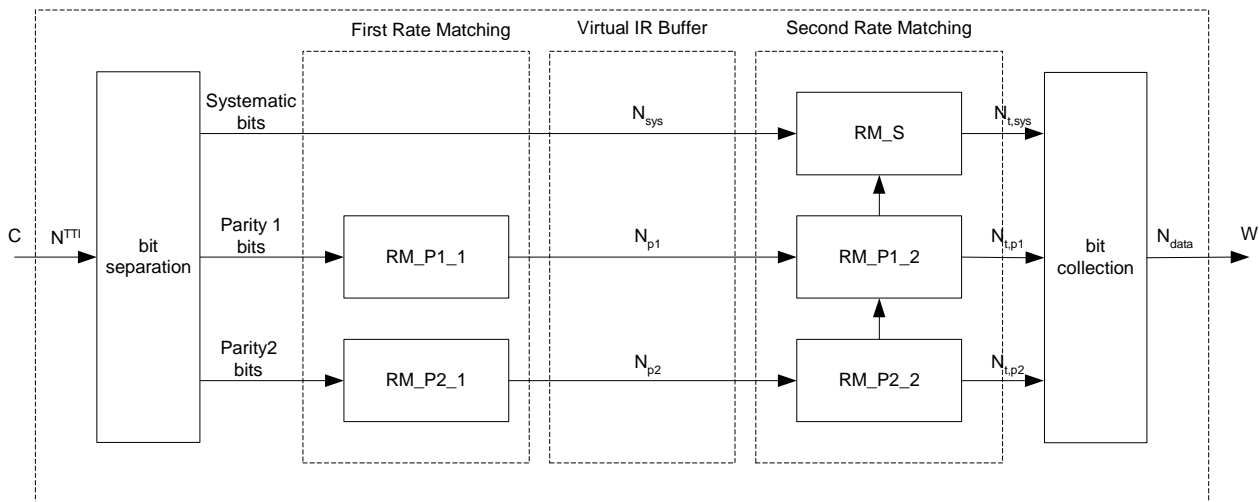 First Rate Matching
Virtual IR Buffer
Second Rate Matching
Systematic
bits
N_sys
RM_S
N_t,sys
C
N^TTI
bit
separation
Parity 1
bits
RM_P1_1
N_p1
RM_P1_2
N_t,p1
bit
collection
N_data
W
Parity2
bits
RM_P2_1
N_p2
RM_P2_2
N_t,p2